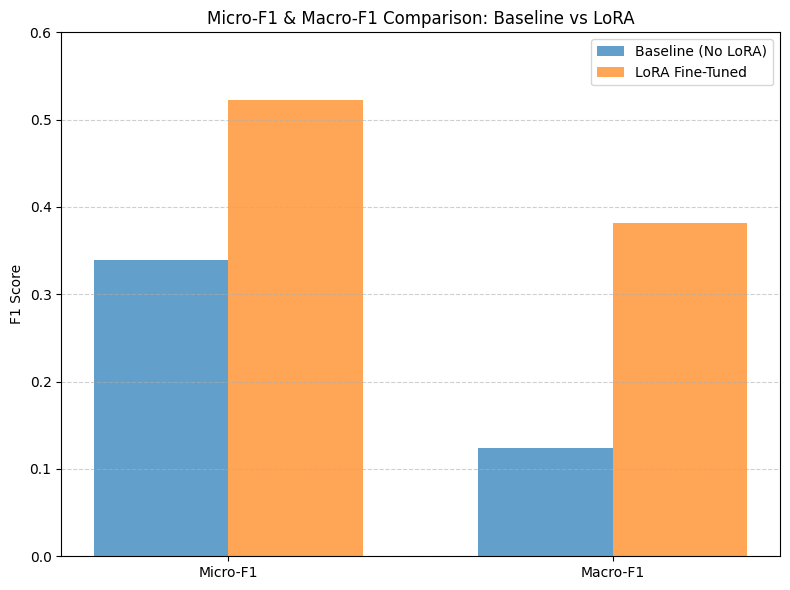 Micro-F1 & Macro-F1 Comparison: Baseline vs LoRA
Baseline (No LoRA)
LoRA Fine-Tuned
F1 Score
0.6
0.5
0.4
0.3
0.2
0.1
0.0
Micro-F1
Macro-F1